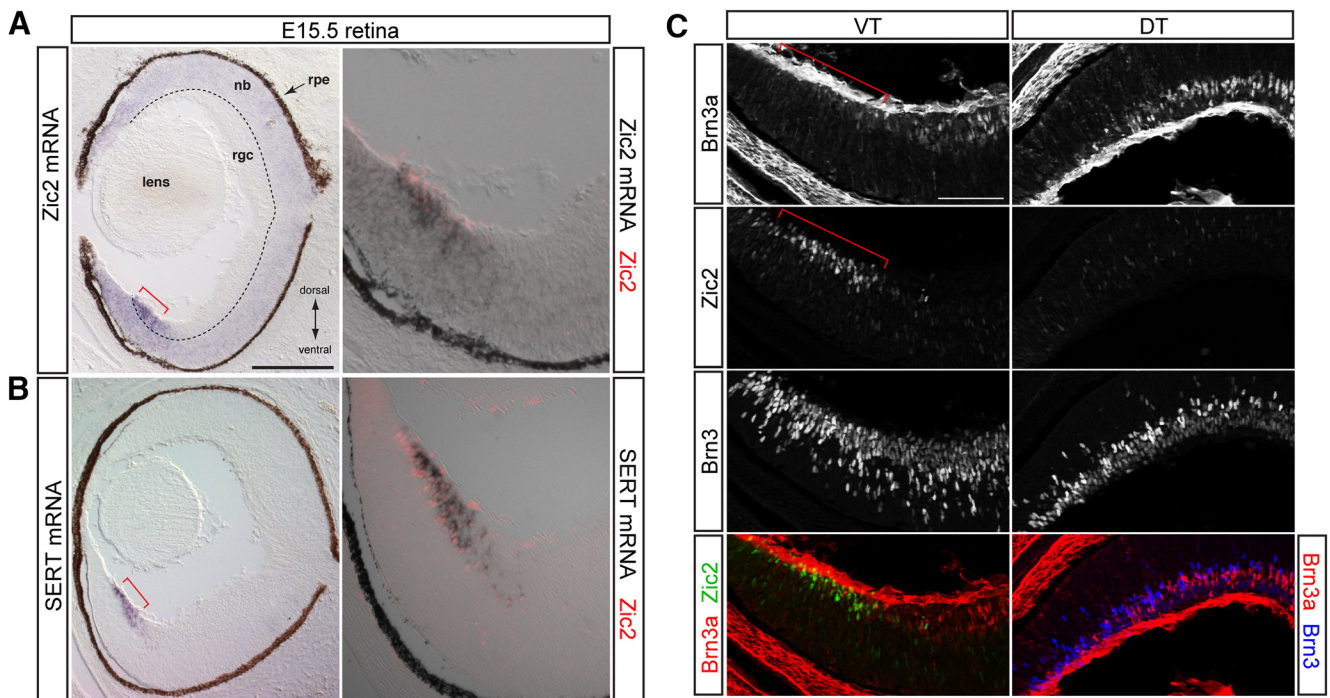 A
E15.5 retina
Zic2 mRNA
nb
rpe
rgc
lens
dorsal
ventral
Zic2 mRNA Zic2
B
SERT mRNA
SERT mRNA Zic2
C
VT
DT
Brn3a
Zic2
Brn3
Brn3a Zic2
Brn3a Brn3